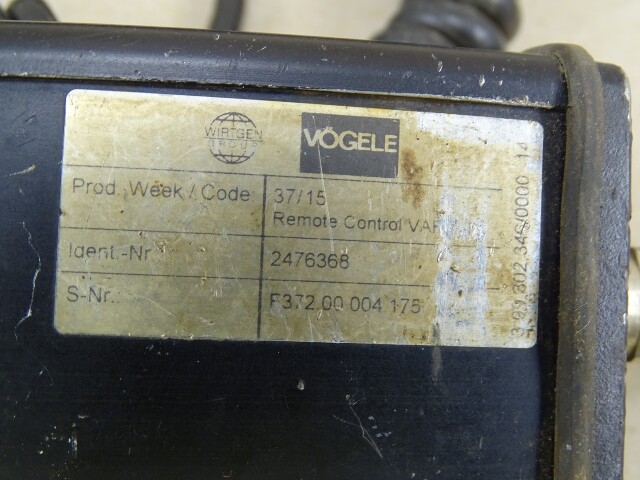 WIRTGEN
GROUP
VÖGELE
Prod. Week / Code
37/15
Remote Control
Ident.-Nr
2476368
S-Nr.:
F372 00 004 175